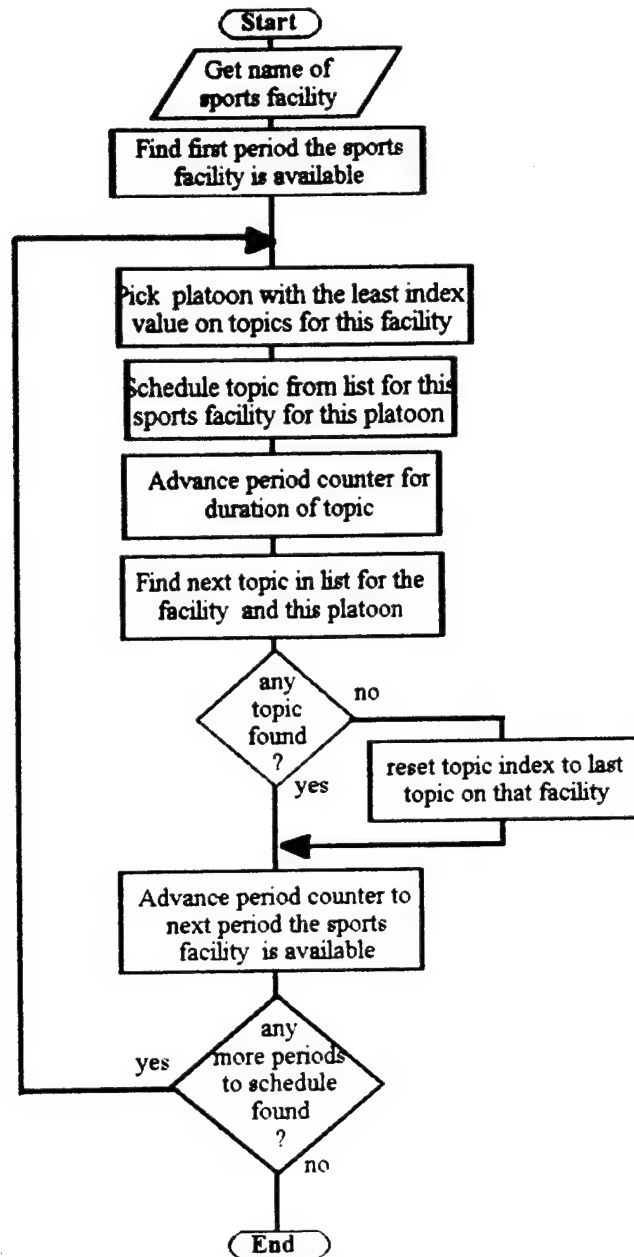 Start
Get name of
sports facility
Find first period the sports
facility is available
Pick platoon with the least index
value on topics for this facility
Schedule topic from list for this
sports facility for this platoon
Advance period counter for
duration of topic
Find next topic in list for the
facility and this platoon
any
topic
found
?
no
yes
reset topic index to last
topic on that facility
Advance period counter to
next period the sports
facility is available
any
more periods
to schedule
found
?
yes
no
End